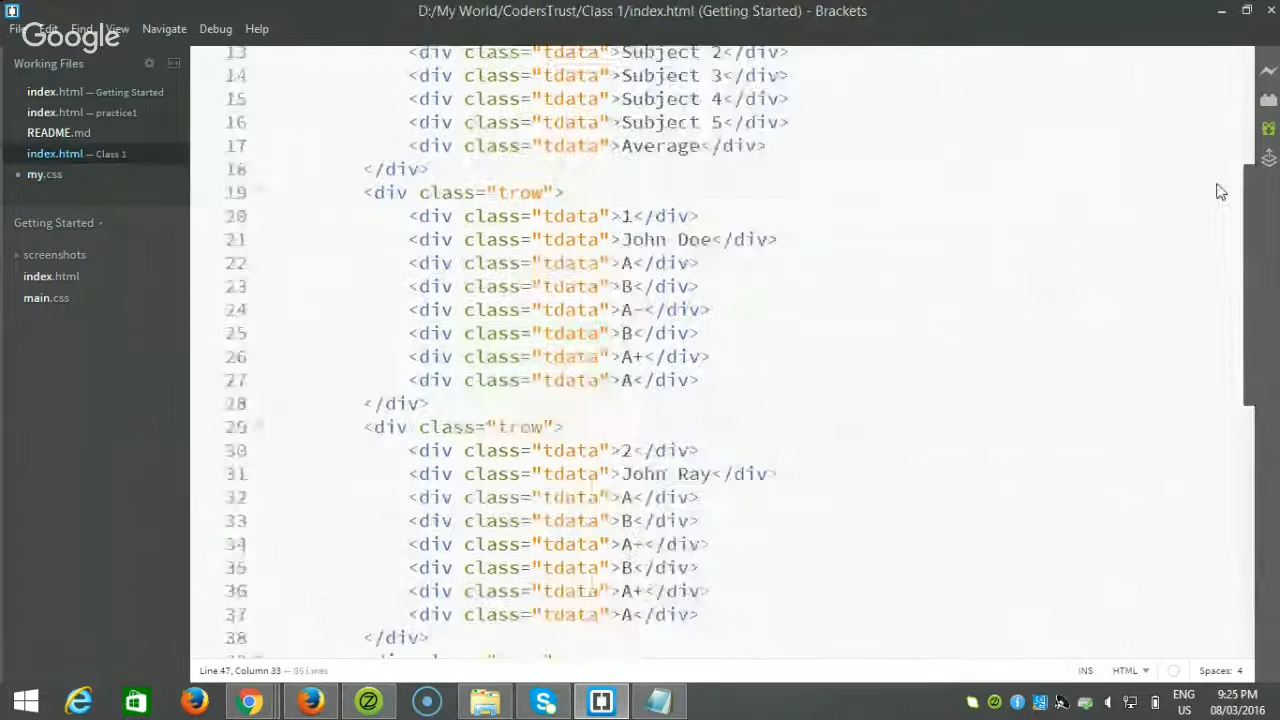 D:/My World/CodersTrust/Class 1/index.html (Getting Started) - Brackets
File Edit Find View Navigate Debug Help
Google
Working Files
index.html — Getting Started
index.html — practice1
README.md
index.html — Class 1
my.css
Getting Started
screenshots
index.html
main.css
13 <div class="tdata">Subject 2</div>
14 <div class="tdata">Subject 3</div>
15 <div class="tdata">Subject 4</div>
16 <div class="tdata">Subject 5</div>
17 <div class="tdata">Average</div>
18 </div>
19 <div class="trow">
20 <div class="tdata">1</div>
21 <div class="tdata">John Doe</div>
22 <div class="tdata">A</div>
23 <div class="tdata">B</div>
24 <div class="tdata">A-</div>
25 <div class="tdata">B</div>
26 <div class="tdata">A+</div>
27 <div class="tdata">A</div>
28 </div>
29 <div class="trow">
30 <div class="tdata">2</div>
31 <div class="tdata">John Ray</div>
32 <div class="tdata">A</div>
33 <div class="tdata">B</div>
34 <div class="tdata">A-</div>
35 <div class="tdata">B</div>
36 <div class="tdata">A+</div>
37 <div class="tdata">A</div>
38 </div>
Line 47, Column 33 — 95 Lines
INS HTML Spaces: 4
ENG 9:25 PM
US 08/03/2016